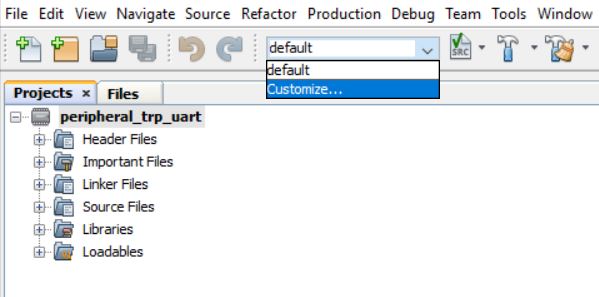 File Edit View Navigate Source Refactor Production Debug Team Tools Window
default
SRC
default
Customize...
Projects × Files
peripheral_trp_uart
Header Files
Important Files
Linker Files
Source Files
Libraries
Loadables